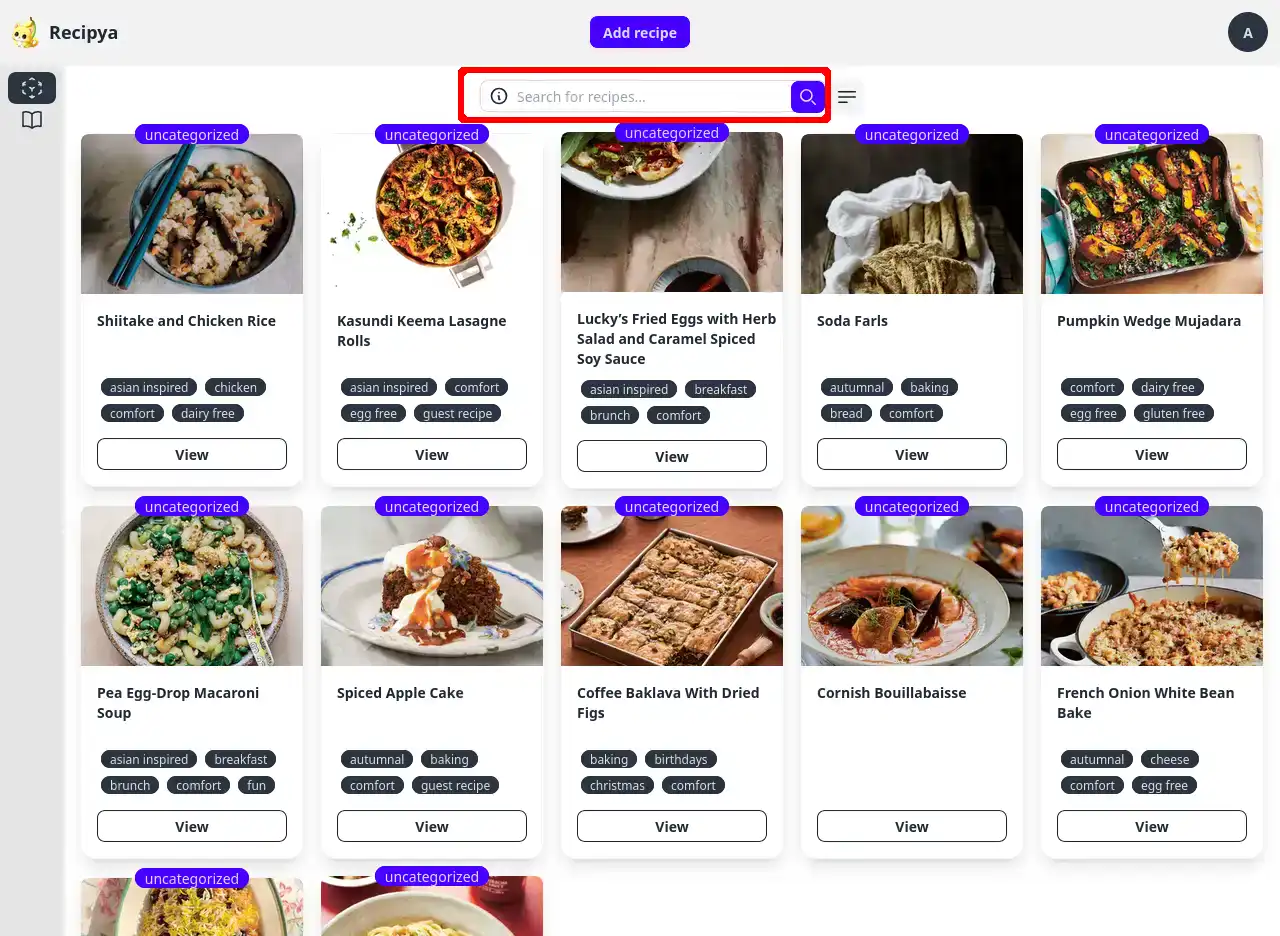 Recipya
Add recipe
A
Search for recipes...
uncategorized
uncategorized
uncategorized
uncategorized
uncategorized
Shiitake and Chicken Rice
asian inspired chicken
comfort dairy free
View
Kasundi Keema Lasagne
Rolls
asian inspired comfort
egg free guest recipe
View
Lucky’s Fried Eggs with Herb
Salad and Caramel Spiced
Soy Sauce
asian inspired breakfast
brunch comfort
View
Soda Farls
autumnal baking
bread comfort
View
Pumpkin Wedge Mujadara
comfort dairy free
egg free gluten free
View
uncategorized
uncategorized
uncategorized
uncategorized
uncategorized
Pea Egg-Drop Macaroni
Soup
asian inspired breakfast
brunch comfort fun
View
Spiced Apple Cake
autumnal baking
comfort guest recipe
View
Coffee Baklava With Dried
Figs
baking birthdays
christmas comfort
View
Cornish Bouillabaisse
View
French Onion White Bean
Bake
autumnal cheese
comfort egg free
View
uncategorized
uncategorized